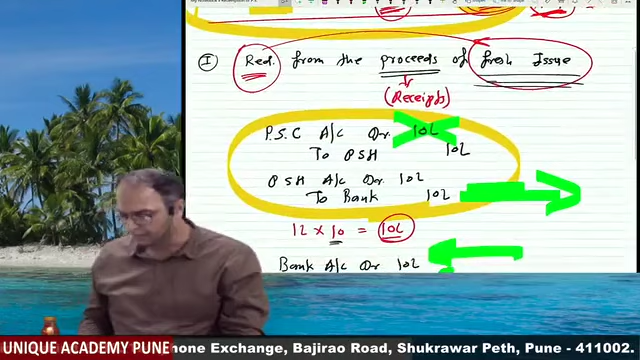 I Red. from the proceeds of fresh Issue
(Receipts)
P.S.C A/c Dr. 10L
To PSH 10L
PSH A/c Dr 10L
To Bank 10L
12 × 10 = 10L
Bank A/c Dr 10L
UNIQUE ACADEMY PUNE hone Exchange, Bajirao Road, Shukrawar Peth, Pune - 411002.